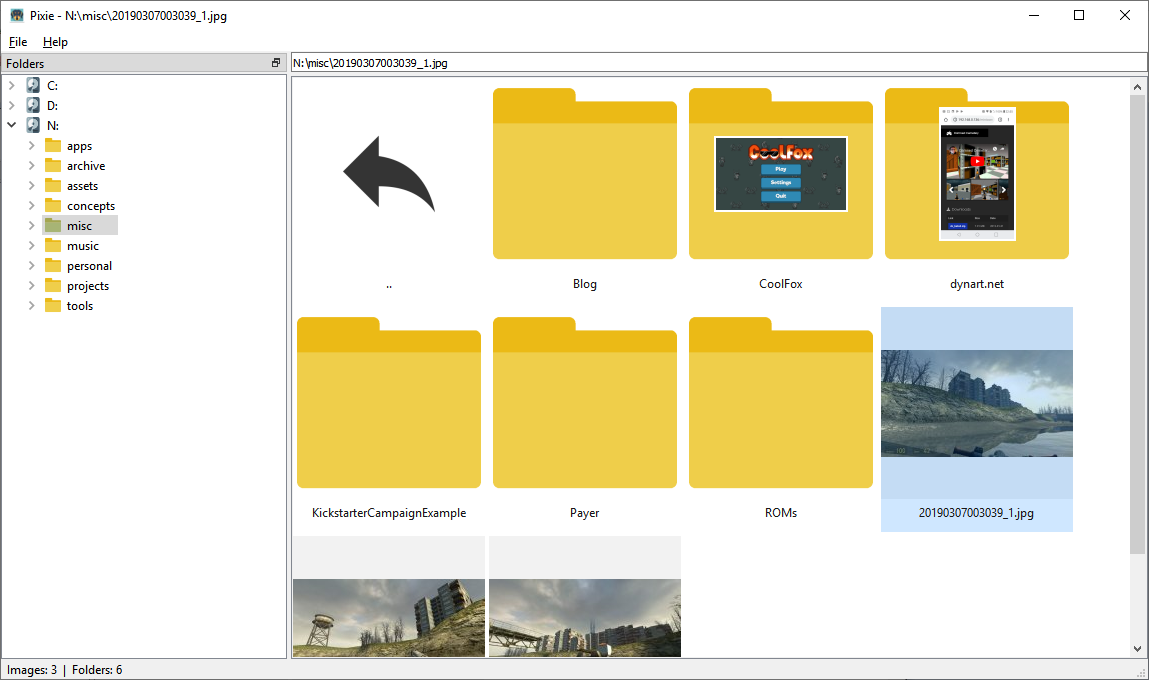 Pixie - N:\misc\20190307003039_1.jpg
File Help
Folders
N:\misc\20190307003039_1.jpg
C:
D:
N:
apps
archive
assets
concepts
misc
music
personal
projects
tools
CoolFox
Play
Settings
Quit
..
Blog
CoolFox
dynart.net
KickstarterCampaignExample
Payer
ROMs
20190307003039_1.jpg
Images: 3 | Folders: 6